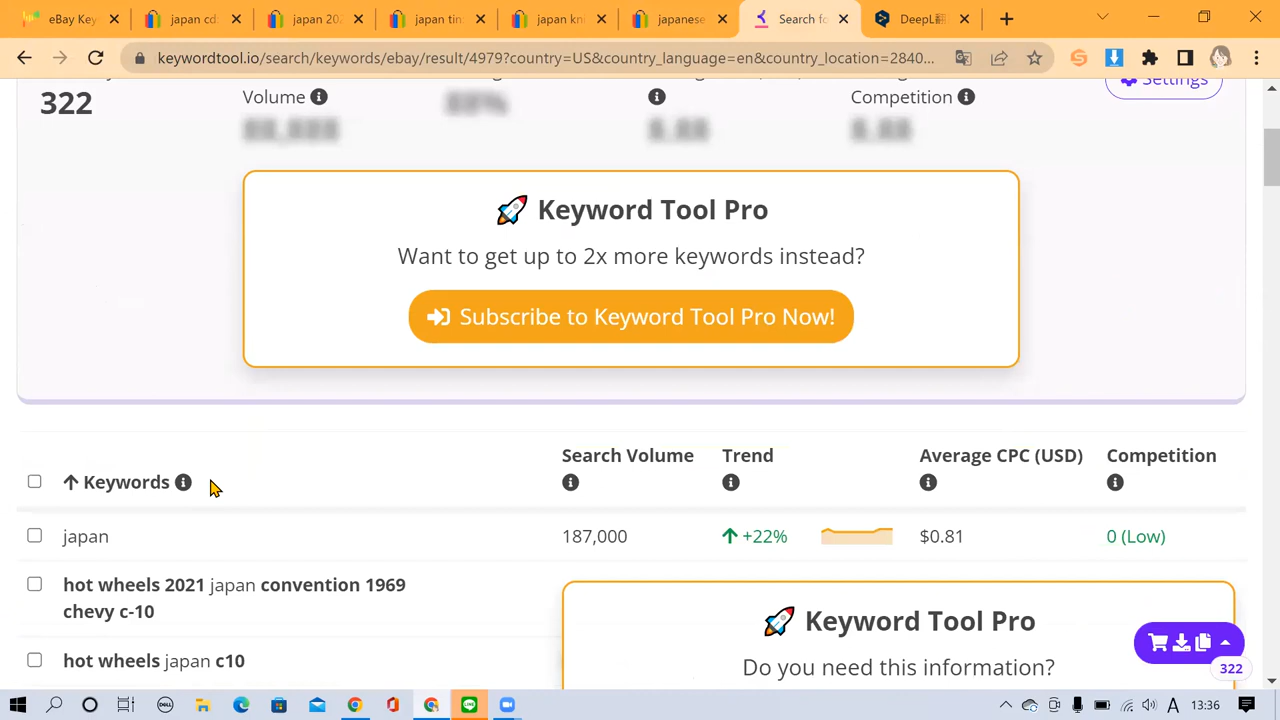 eBay Key
japan cd
japan 202
japan tin
japan kni
japanese
Search fo
DeepL
keywordtool.io/search/keywords/ebay/result/4979?country=US&country_language=en&country_location=2840...
322
Volume
Competition
Settings
Keyword Tool Pro
Want to get up to 2x more keywords instead?
Subscribe to Keyword Tool Pro Now!
Keywords
Search Volume
Trend
Average CPC (USD)
Competition
japan
187,000
+22%
$0.81
0 (Low)
hot wheels 2021 japan convention 1969
chevy c-10
Keyword Tool Pro
hot wheels japan c10
Do you need this information?
322
DELL
LINE
A
13:36